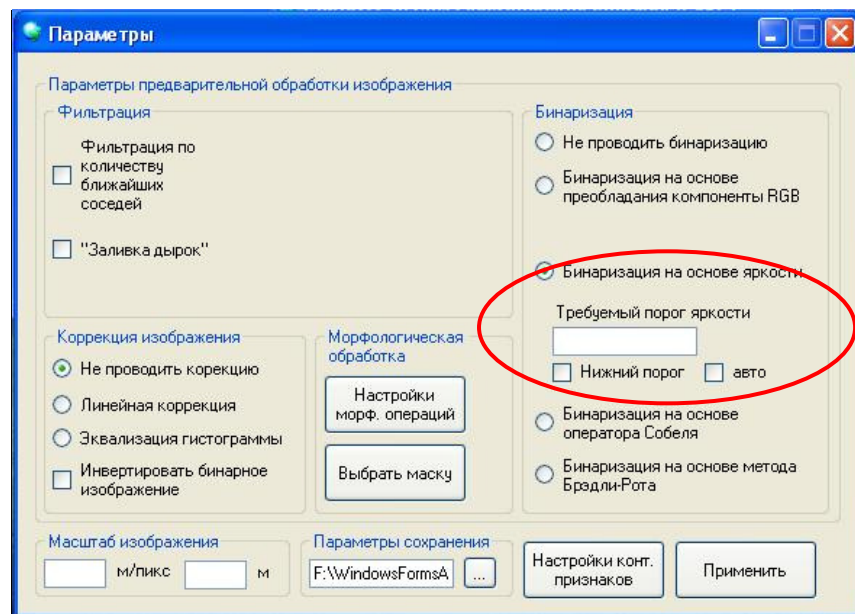 Параметры
Параметры предварительной обработки изображения
Фильтрация
Фильтрация по
количеству
ближайших
соседей
"Заливка дырок"
Коррекция изображения
Не проводить корекцию
Линейная коррекция
Эквализация гистограммы
Инвертировать бинарное
изображение
Морфологическая
обработка
Настройки
морф. операций
Выбрать маску
Бинаризация
Не проводить бинаризацию
Бинаризация на основе
преобладания компоненты RGB
Бинаризация на основе яркости
Требуемый порог яркости
Нижний порог авто
Бинаризация на основе
оператора Собеля
Бинаризация на основе метода
Брэдли-Рота
Масштаб изображения
м/пикс м
Параметры сохранения
F:\WindowsFormsA ...
Настройки конт.
признаков
Применить